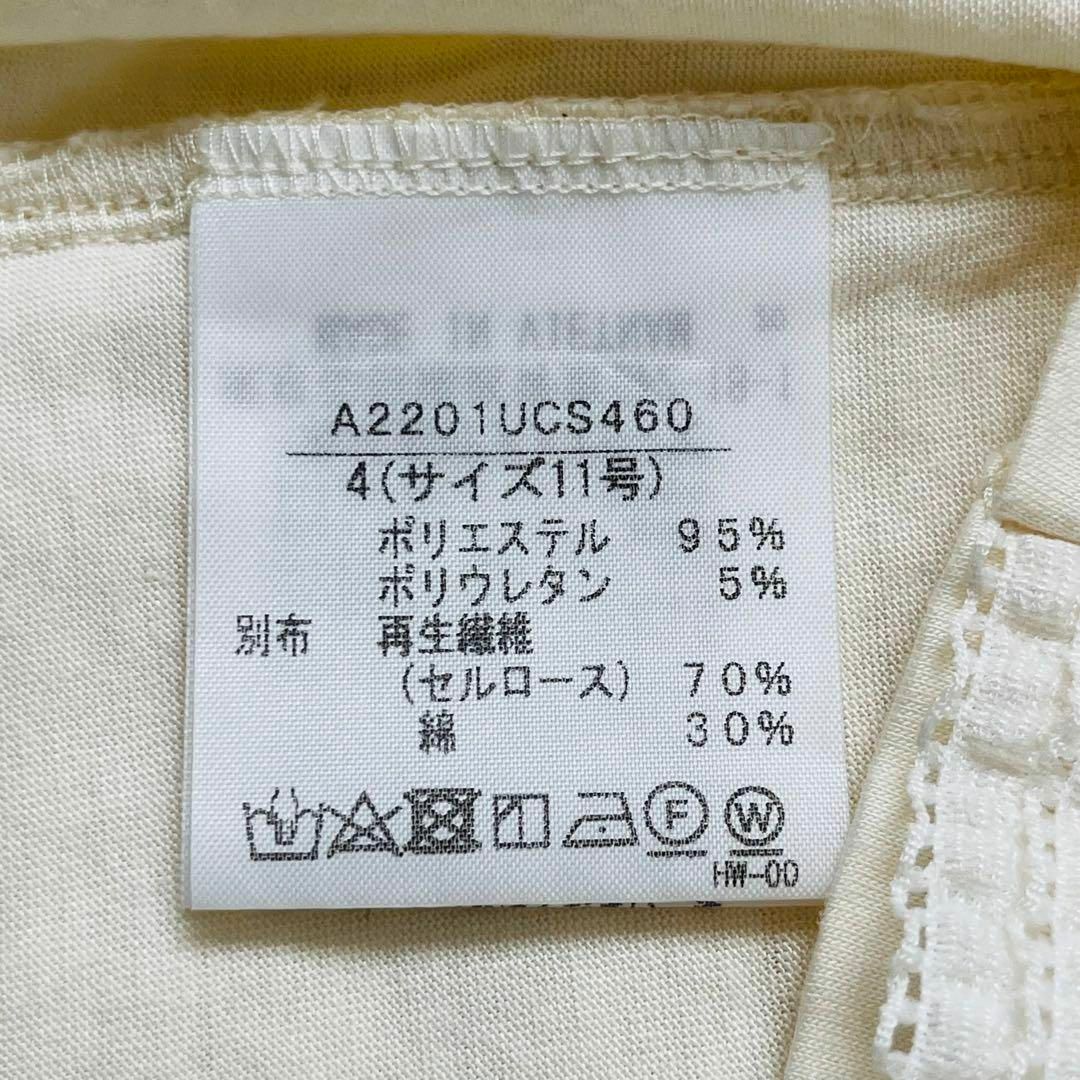 A2201UCS460
4(サイズ11号)
ポリエステル 95%
ポリウレタン 5%
別布 再生繊維
(セルロース) 70%
綿 30%
F W
HW-00